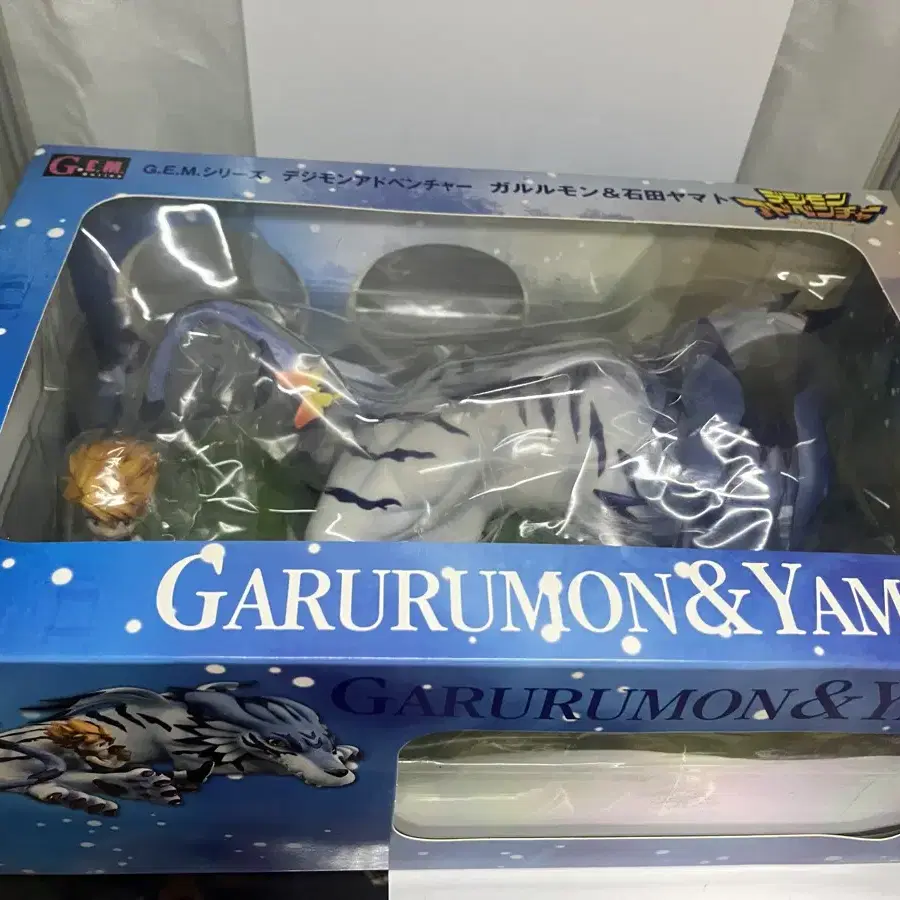 G.E.M.
Series
G.E.M.シリーズ デジモンアドベンチャー ガルルモン&石田ヤマト
デジモン
アドベンチャー
GARURUMON&YAM
GARURUMON&Y